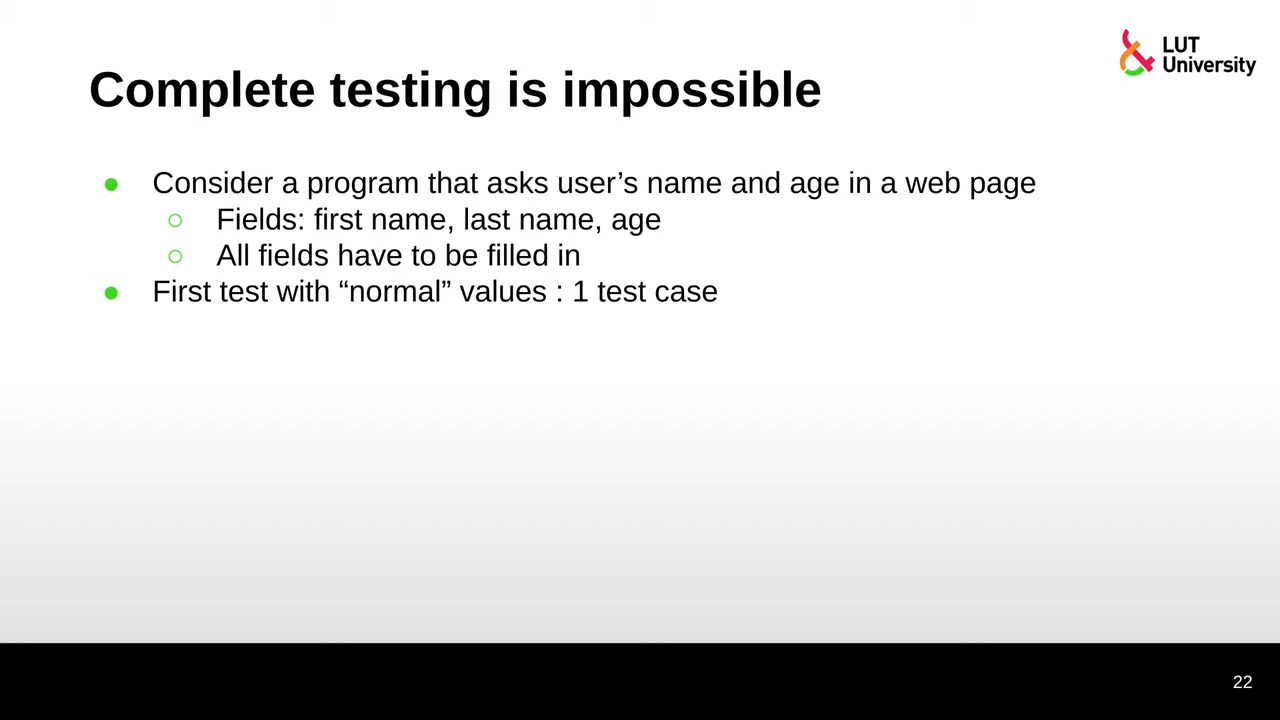 LUT
University
Complete testing is impossible
● Consider a program that asks user’s name and age in a web page
○ Fields: first name, last name, age
○ All fields have to be filled in
● First test with “normal” values : 1 test case
22